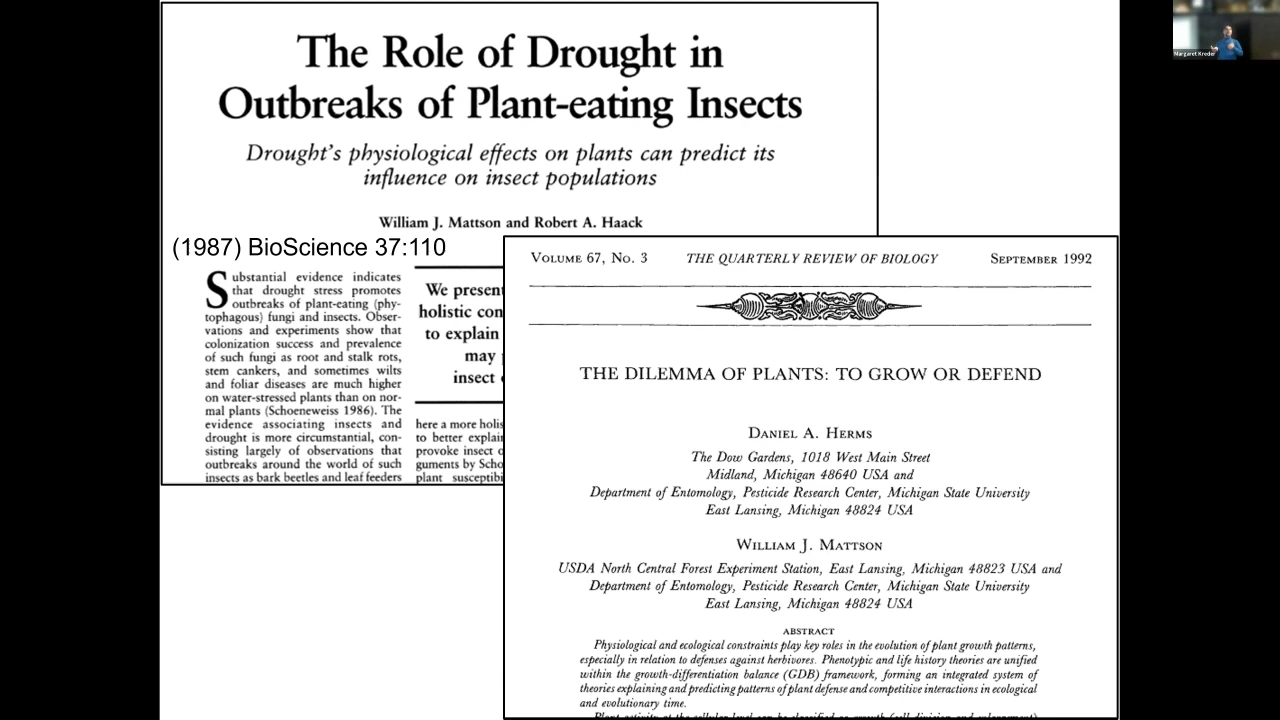 The Role of Drought in
Outbreaks of Plant-eating Insects
Drought's physiological effects on plants can predict its
influence on insect populations
William J. Mattson and Robert A. Haack
(1987) BioScience 37:110
Substantial evidence indicates
that drought stress promotes
outbreaks of plant-eating (phy-
tophagous) fungi and insects. Obser-
vations and experiments show that
colonization success and prevalence
of such fungi as root and stalk rots,
stem cankers, and sometimes wilts
and foliar diseases are much higher
on water-stressed plants than on nor-
mal plants (Schoeneweiss 1986). The
evidence associating insects and
drought is more circumstantial, con-
sisting largely of observations that
outbreaks around the world of such
insects as bark beetles and leaf feeders
We present
holistic con
to explain
may
insect
here a more holis
to better explain
provoke insect o
guments by Scho
plant susceptibi
VOLUME 67, NO. 3 THE QUARTERLY REVIEW OF BIOLOGY SEPTEMBER 1992
THE DILEMMA OF PLANTS: TO GROW OR DEFEND
DANIEL A. HERMS
The Dow Gardens, 1018 West Main Street
Midland, Michigan 48640 USA and
Department of Entomology, Pesticide Research Center, Michigan State University
East Lansing, Michigan 48824 USA
WILLIAM J. MATTSON
USDA North Central Forest Experiment Station, East Lansing, Michigan 48823 USA and
Department of Entomology, Pesticide Research Center, Michigan State University
East Lansing, Michigan 48824 USA
ABSTRACT
Physiological and ecological constraints play key roles in the evolution of plant growth patterns,
especially in relation to defenses against herbivores. Phenotypic and life history theories are unified
within the growth-differentiation balance (GDB) framework, forming an integrated system of
theories explaining and predicting patterns of plant defense and competitive interactions in ecological
and evolutionary time.
Margaret Kreder